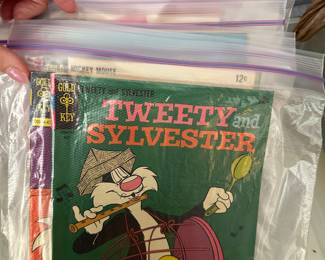 MICKEY MOUSE
12¢
GOLD
KEY
TWEETY and SYLVESTER
TWEETY and
SYLVESTER